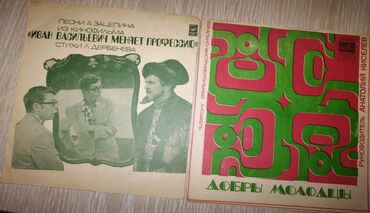 ПЕСНИ А.ЗАЦЕПИНА
ИЗ КИНОФИЛЬМА
«ИВАН ВАСИЛЬЕВИЧ МЕНЯЕТ ПРОФЕССИЮ»
СТИХИ Л.ДЕРБЕНЕВА
РУКОВОДИТЕЛЬ АНАТОЛИЙ КИСЕЛЕВ
ДОБРЫ МОЛОДЦЫ